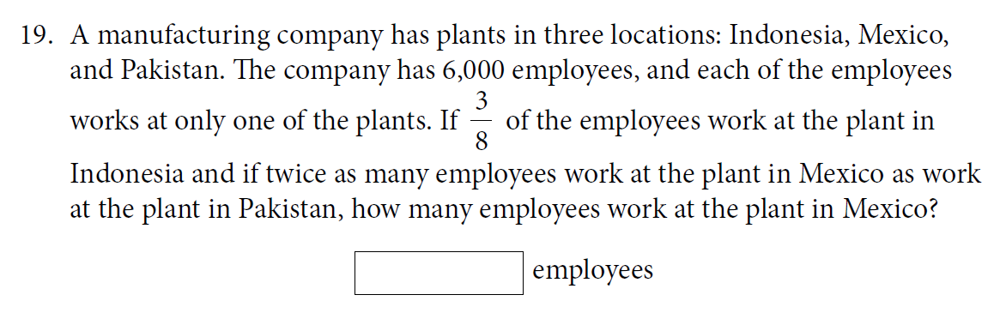 19. A manufacturing company has plants in three locations: Indonesia, Mexico,
and Pakistan. The company has 6,000 employees, and each of the employees
works at only one of the plants. If 3/8 of the employees work at the plant in
Indonesia and if twice as many employees work at the plant in Mexico as work
at the plant in Pakistan, how many employees work at the plant in Mexico?
employees